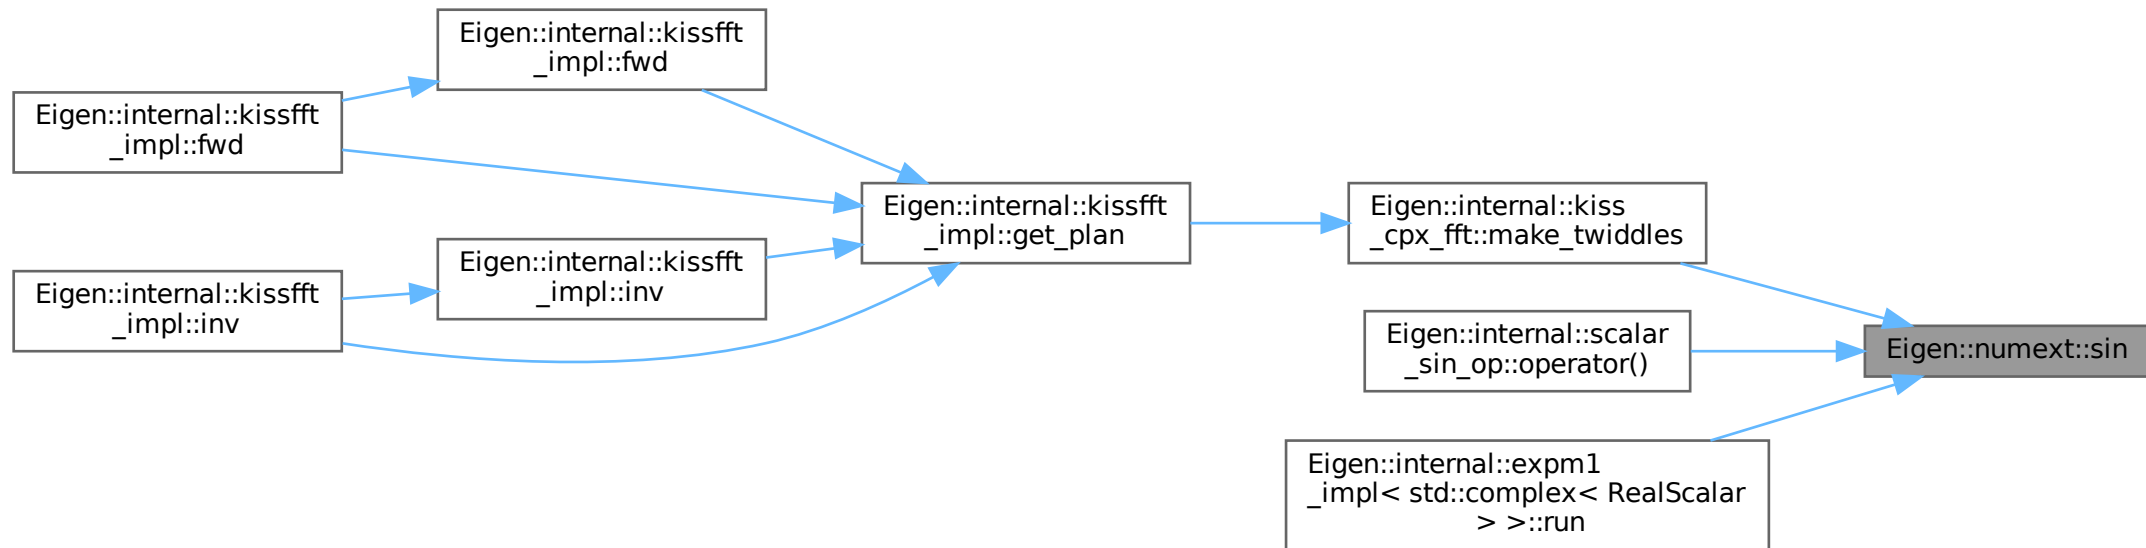 Eigen::internal::kissfft
_impl::fwd
Eigen::internal::kissfft
_impl::fwd
Eigen::internal::kissfft
_impl::get_plan
Eigen::internal::kiss
_cpx_fft::make_twiddles
Eigen::internal::kissfft
_impl::inv
Eigen::internal::kissfft
_impl::inv
Eigen::internal::scalar
_sin_op::operator()
Eigen::numext::sin
Eigen::internal::expm1
_impl< std::complex< RealScalar
> >::run